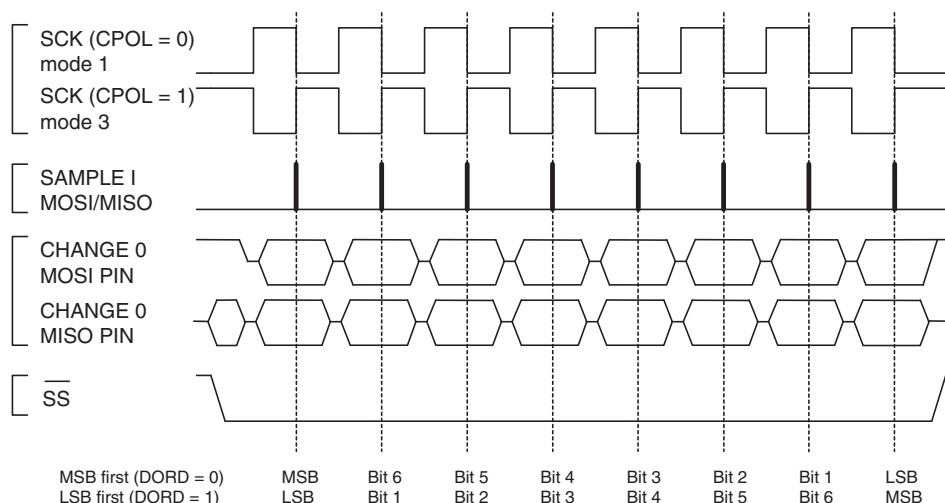 SCK (CPOL = 0)
mode 1
SCK (CPOL = 1)
mode 3
SAMPLE I
MOSI/MISO
CHANGE 0
MOSI PIN
CHANGE 0
MISO PIN
SS
MSB first (DORD = 0) MSB Bit 6 Bit 5 Bit 4 Bit 3 Bit 2 Bit 1 LSB
LSB first (DORD = 1) LSB Bit 1 Bit 2 Bit 3 Bit 4 Bit 5 Bit 6 MSB